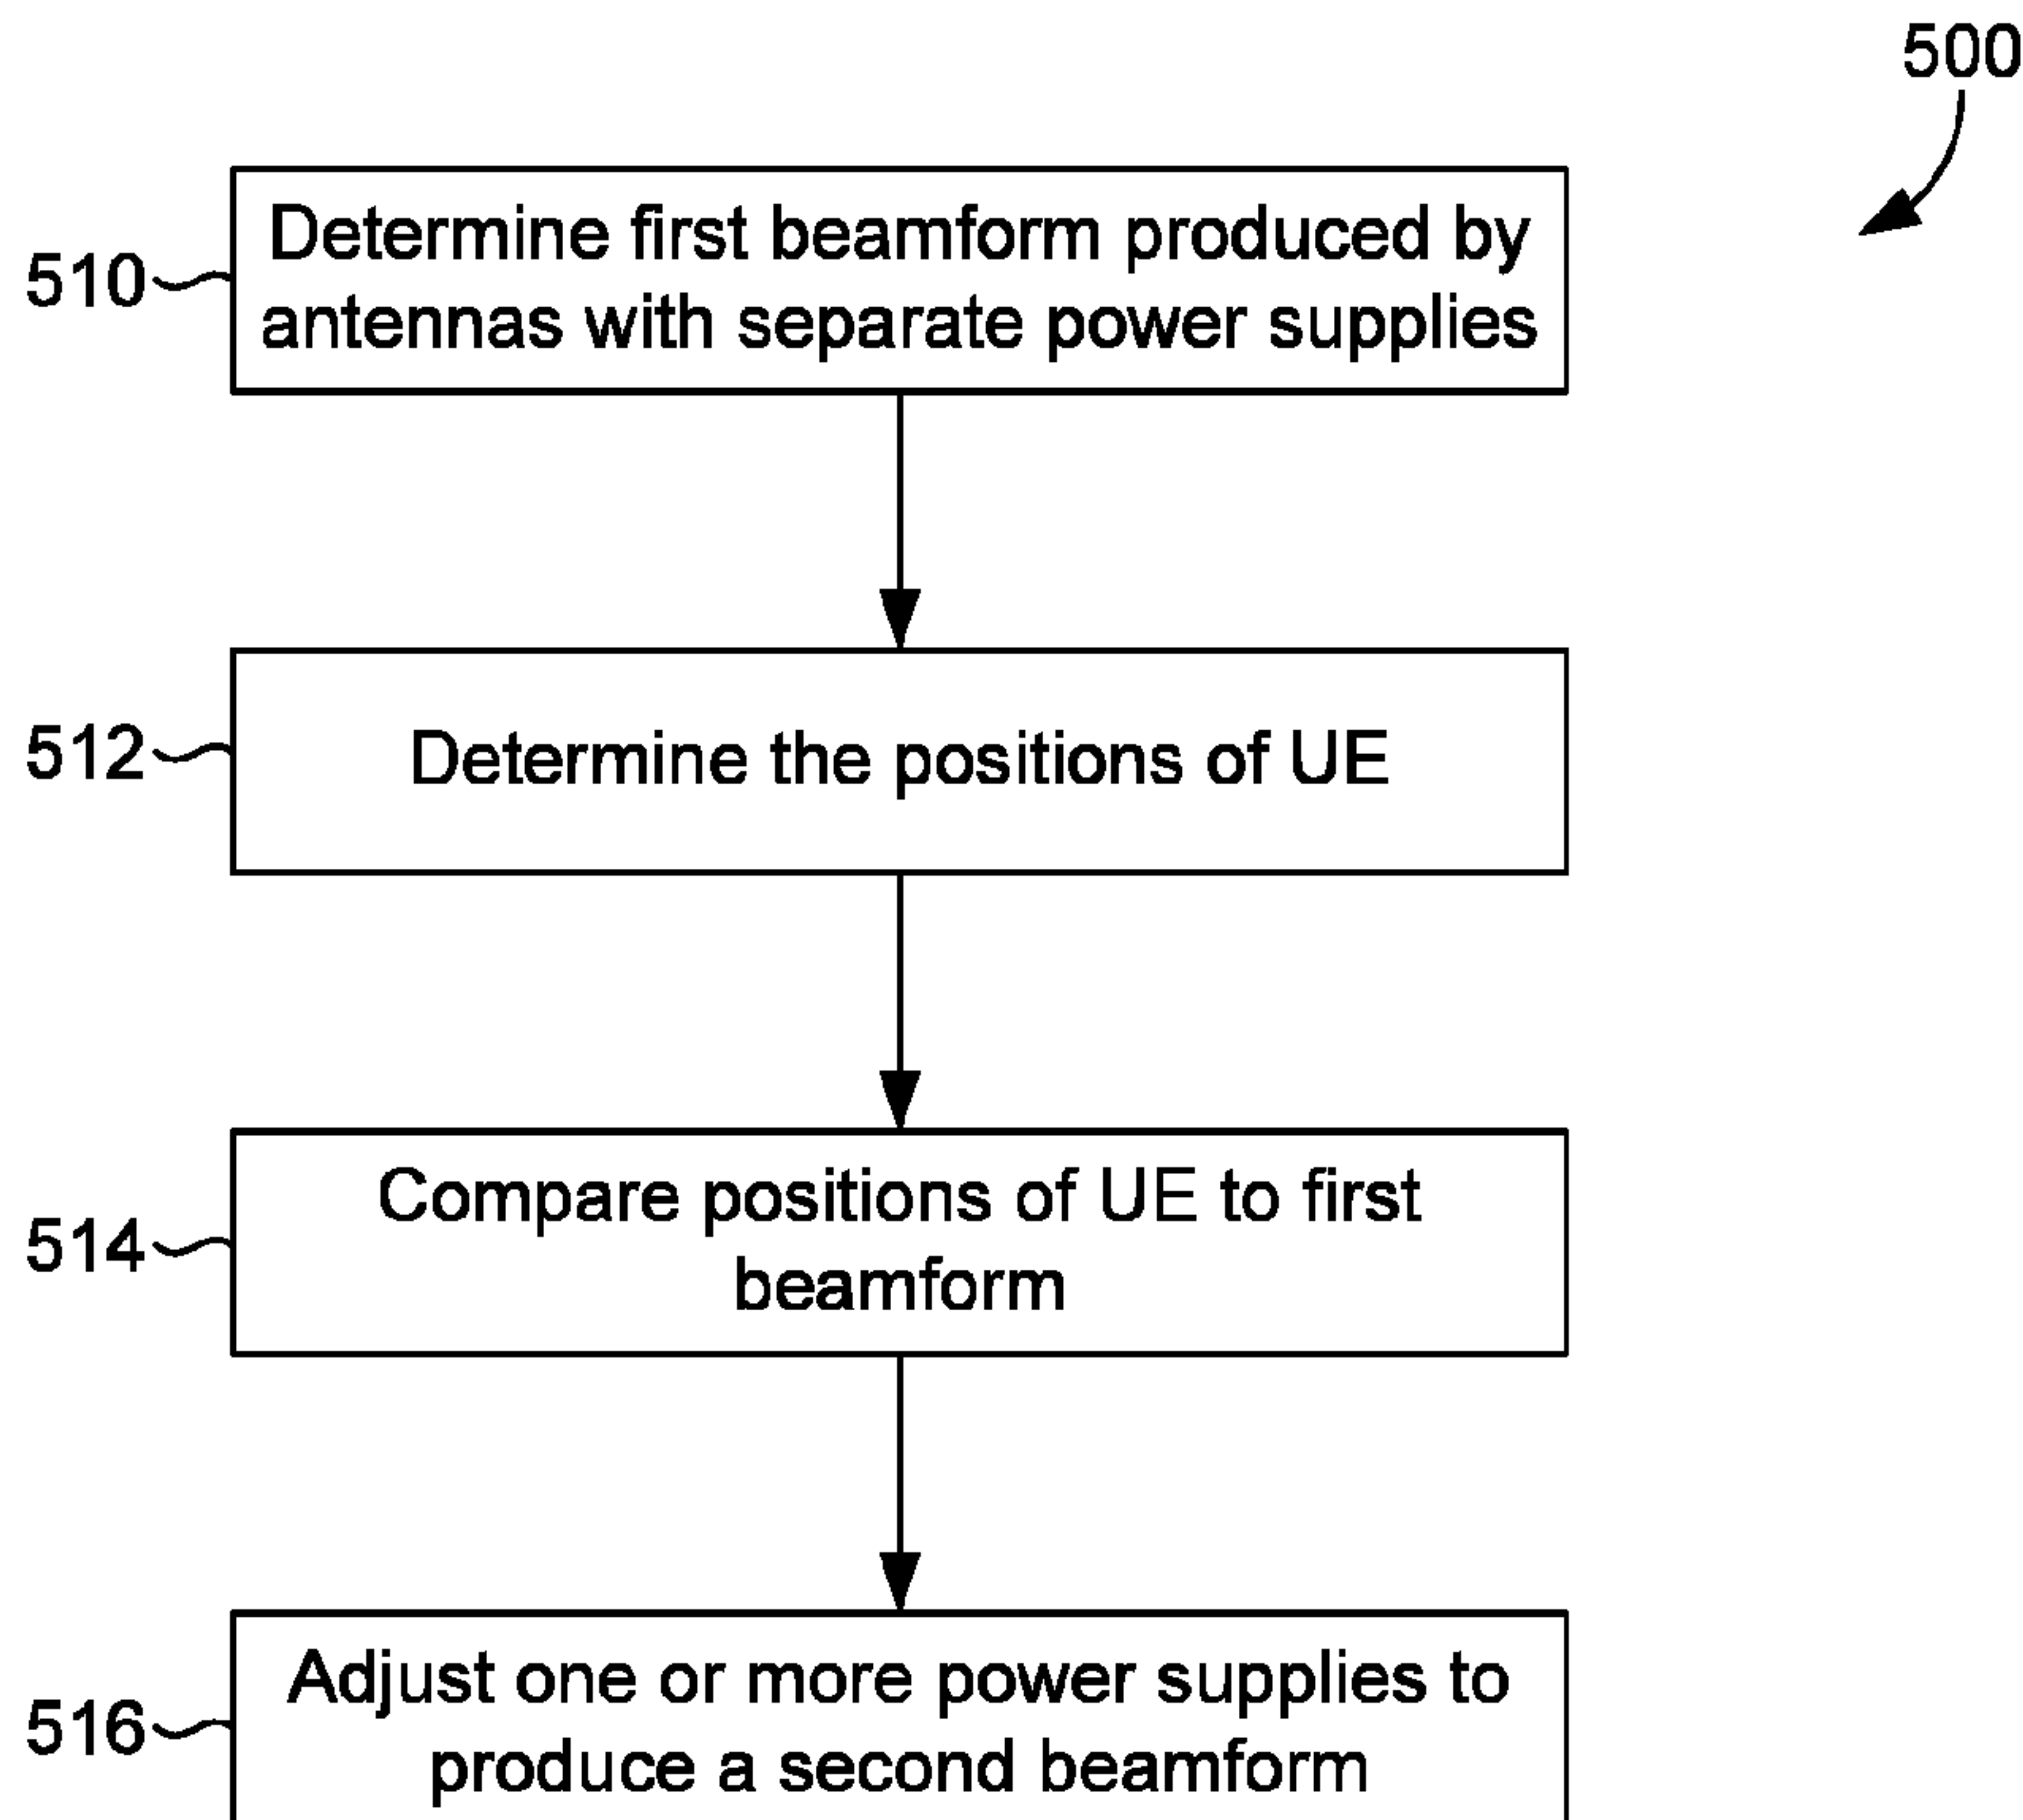 500
510
Determine first beamform produced by
antennas with separate power supplies
512
Determine the positions of UE
514
Compare positions of UE to first
beamform
516
Adjust one or more power supplies to
produce a second beamform